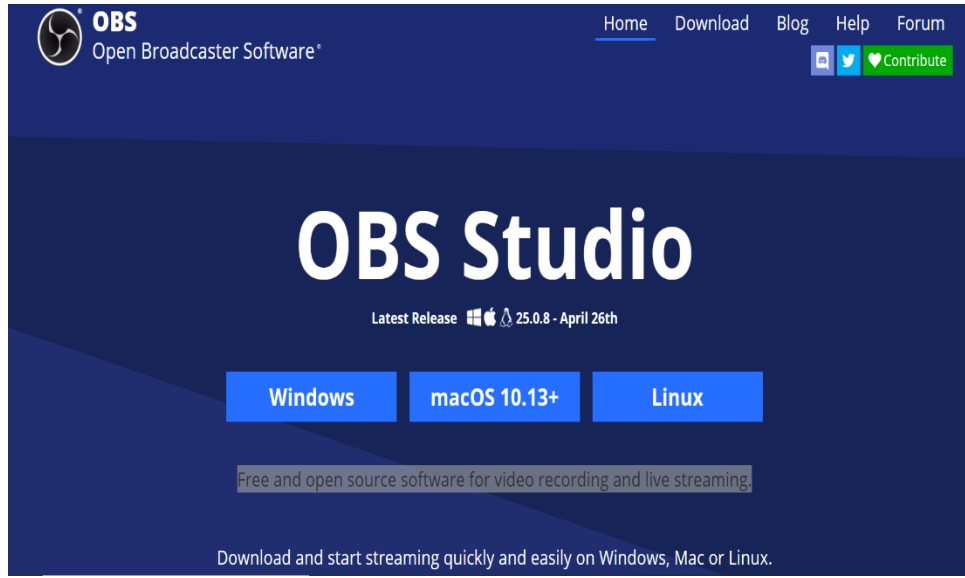 OBS
Open Broadcaster Software®
Home Download Blog Help Forum
Contribute
OBS Studio
Latest Release 25.0.8 - April 26th
Windows macOS 10.13+ Linux
Free and open source software for video recording and live streaming.
Download and start streaming quickly and easily on Windows, Mac or Linux.